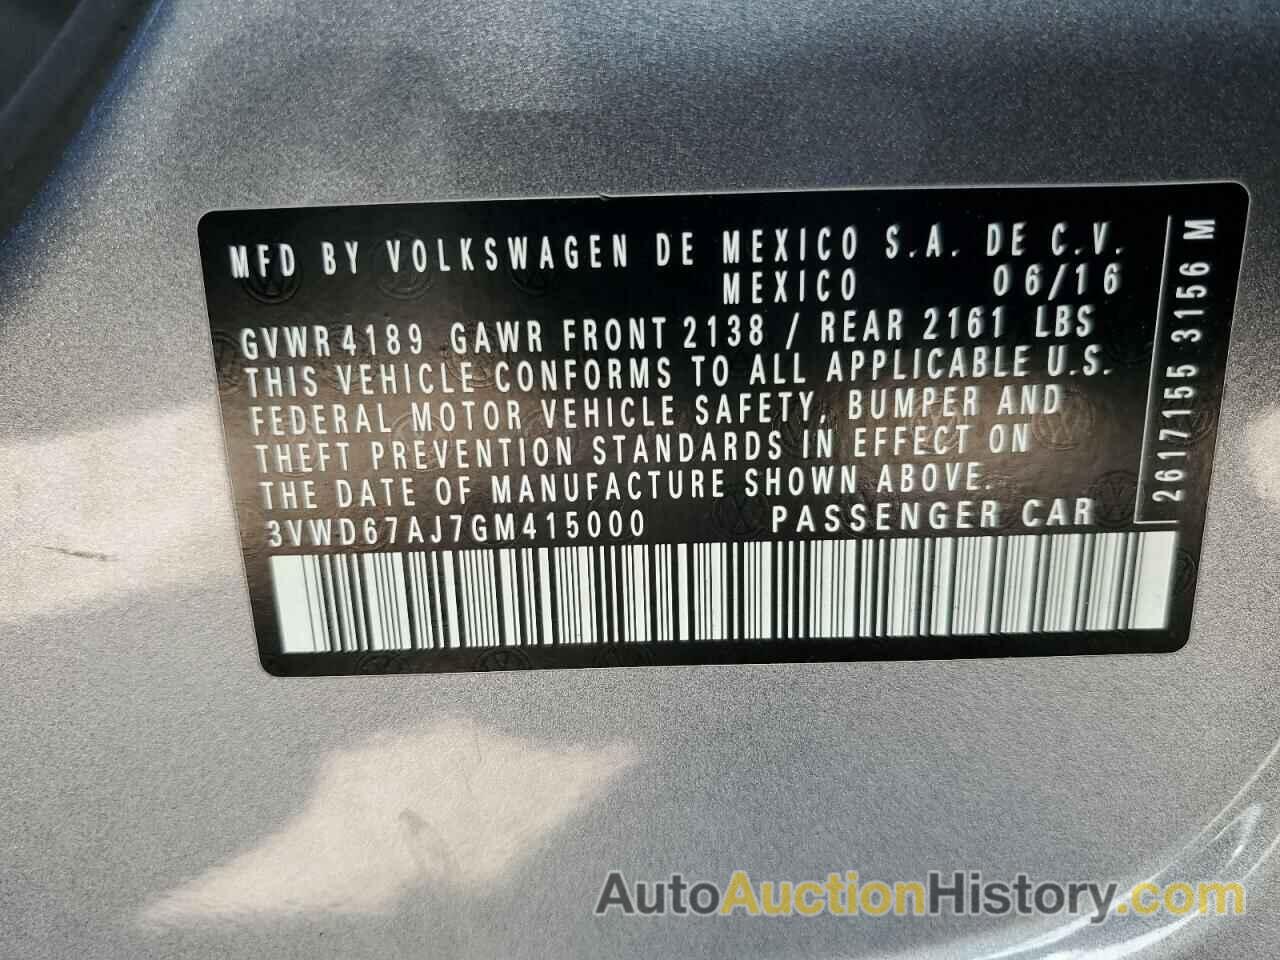 MFD BY VOLKSWAGEN DE MEXICO S.A. DE C.V.
MEXICO 06/16
GVWR 4189 GAWR FRONT 2138 / REAR 2161 LBS
THIS VEHICLE CONFORMS TO ALL APPLICABLE U.S.
FEDERAL MOTOR VEHICLE SAFETY, BUMPER AND
THEFT PREVENTION STANDARDS IN EFFECT ON
THE DATE OF MANUFACTURE SHOWN ABOVE.
3VWD67AJ7GM415000 PASSENGER CAR
2617155 3156 M
AutoAuctionHistory.com